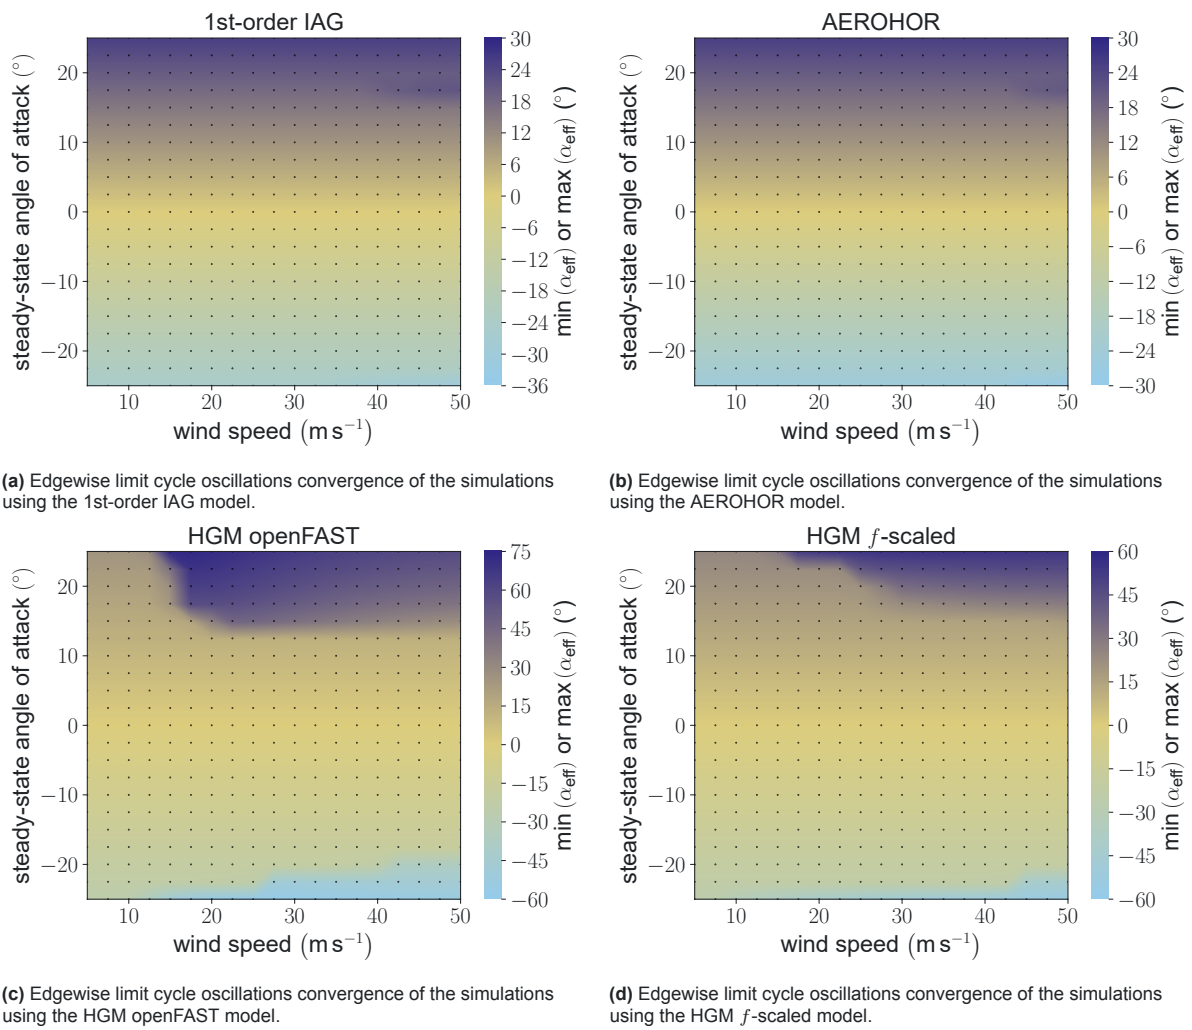 1st-order IAG
steady-state angle of attack (°)
20
10
0
−10
−20
10 20 30 40 50
wind speed (m s⁻¹)
30
24
18
12
6
0
−6
−12
−18
−24
−30
−36
min (α_eff) or max (α_eff) (°)
AEROHOR
steady-state angle of attack (°)
20
10
0
−10
−20
10 20 30 40 50
wind speed (m s⁻¹)
30
24
18
12
6
0
−6
−12
−18
−24
−30
min (α_eff) or max (α_eff) (°)
(a) Edgewise limit cycle oscillations convergence of the simulations
using the 1st-order IAG model.
(b) Edgewise limit cycle oscillations convergence of the simulations
using the AEROHOR model.
HGM openFAST
steady-state angle of attack (°)
20
10
0
−10
−20
10 20 30 40 50
wind speed (m s⁻¹)
75
60
45
30
15
0
−15
−30
−45
−60
min (α_eff) or max (α_eff) (°)
HGM f-scaled
steady-state angle of attack (°)
20
10
0
−10
−20
10 20 30 40 50
wind speed (m s⁻¹)
60
45
30
15
0
−15
−30
−45
−60
min (α_eff) or max (α_eff) (°)
(c) Edgewise limit cycle oscillations convergence of the simulations
using the HGM openFAST model.
(d) Edgewise limit cycle oscillations convergence of the simulations
using the HGM f-scaled model.